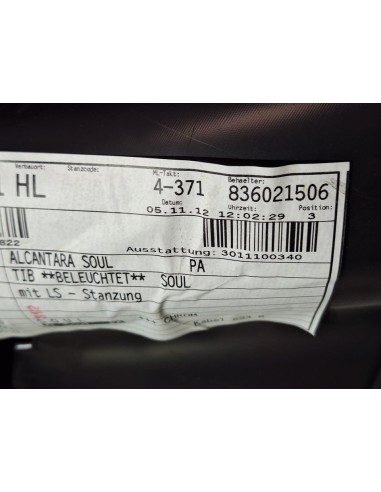 Verbauort: Stanzcode: HL-Takt: Behaelter:
HL 4-371 836021506
Datum: Uhrzeit: Position:
05.11.12 12:02:29 3
822
Ausstattung: 3011100340
ALCANTARA SOUL PA
TIB **BELEUCHTET** SOUL
mit LS - Stanzung